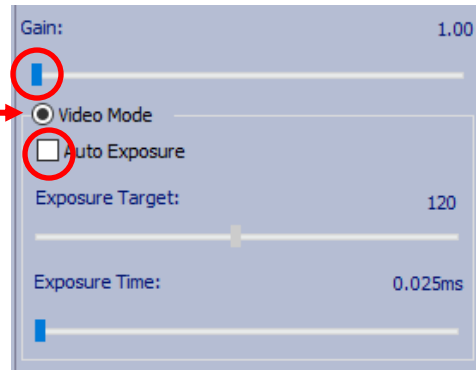 Gain: 1.00
Video Mode
Auto Exposure
Exposure Target: 120
Exposure Time: 0.025ms